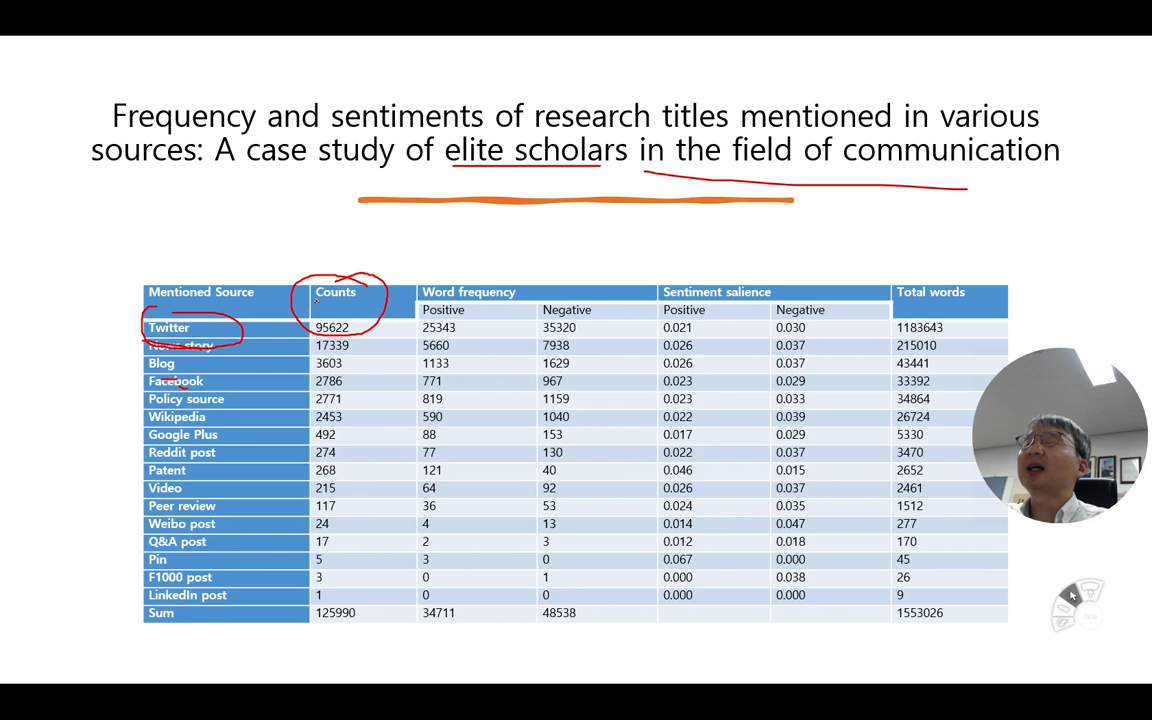 Frequency and sentiments of research titles mentioned in various
sources: A case study of elite scholars in the field of communication
Mentioned Source Counts Word frequency Sentiment salience Total words
Positive Negative Positive Negative
Twitter 95622 25343 35320 0.021 0.030 1183643
News story 17339 5660 7938 0.026 0.037 215010
Blog 3603 1133 1629 0.026 0.037 43441
Facebook 2786 771 967 0.023 0.029 33392
Policy source 2771 819 1159 0.023 0.033 34864
Wikipedia 2453 590 1040 0.022 0.039 26724
Google Plus 492 88 153 0.017 0.029 5330
Reddit post 274 77 130 0.022 0.037 3470
Patent 268 121 40 0.046 0.015 2652
Video 215 64 92 0.026 0.037 2461
Peer review 117 36 53 0.024 0.035 1512
Weibo post 24 4 13 0.014 0.047 277
Q&A post 17 2 3 0.012 0.018 170
Pin 5 3 0 0.067 0.000 45
F1000 post 3 0 1 0.000 0.038 26
LinkedIn post 1 0 0 0.000 0.000 9
Sum 125990 34711 48538 1553026